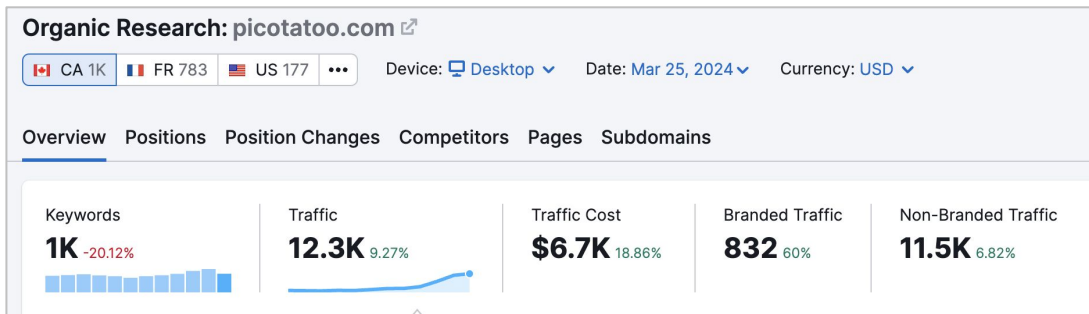 Organic Research: picotatoo.com
CA 1K FR 783 US 177 ••• Device: Desktop Date: Mar 25, 2024 Currency: USD
Overview Positions Position Changes Competitors Pages Subdomains
Keywords Traffic Traffic Cost Branded Traffic Non-Branded Traffic
1K -20.12% 12.3K 9.27% $6.7K 18.86% 832 60% 11.5K 6.82%